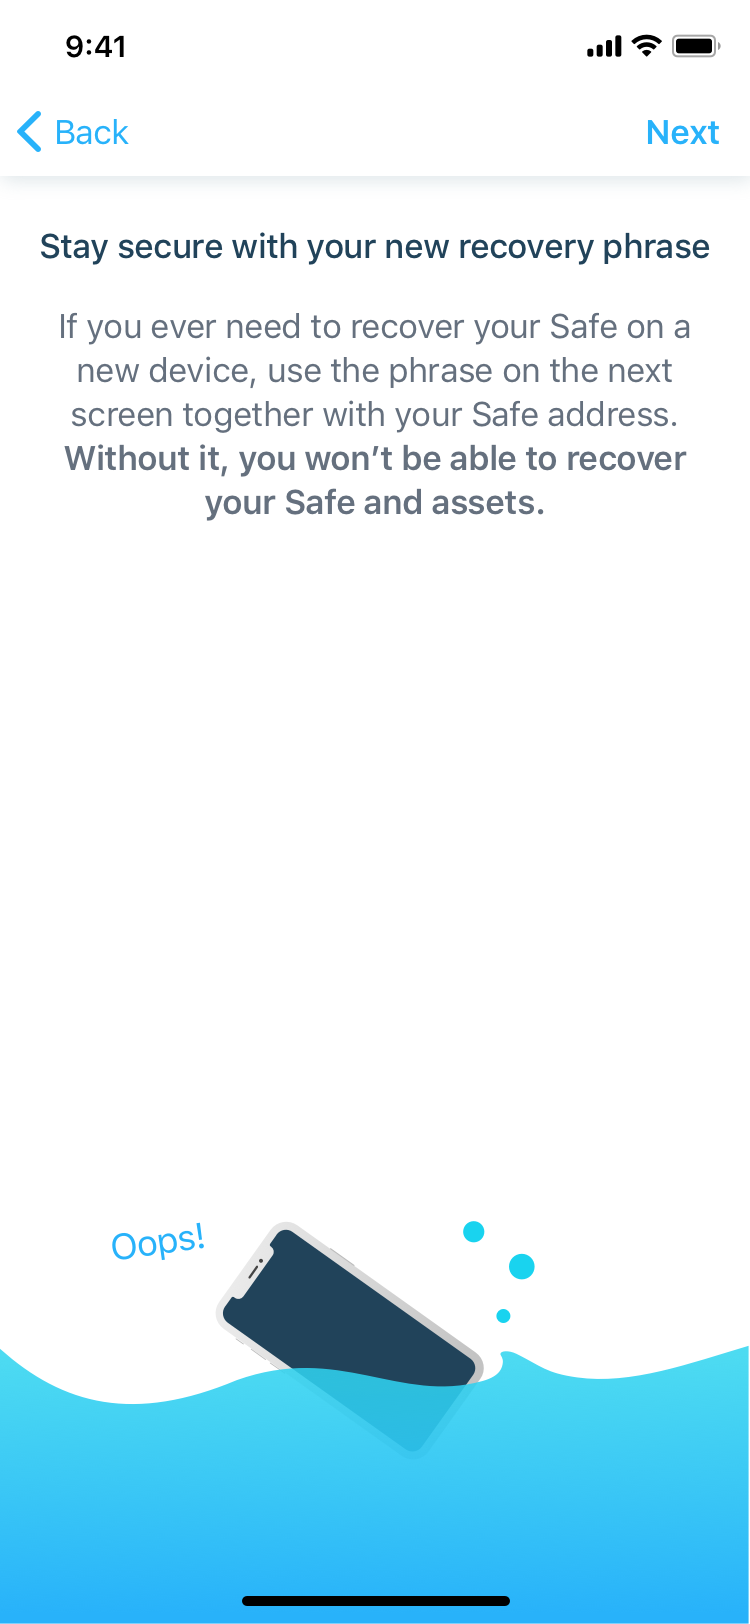 9:41
Back
Next
Stay secure with your new recovery phrase
If you ever need to recover your Safe on a
new device, use the phrase on the next
screen together with your Safe address.
Without it, you won’t be able to recover
your Safe and assets.
Oops!